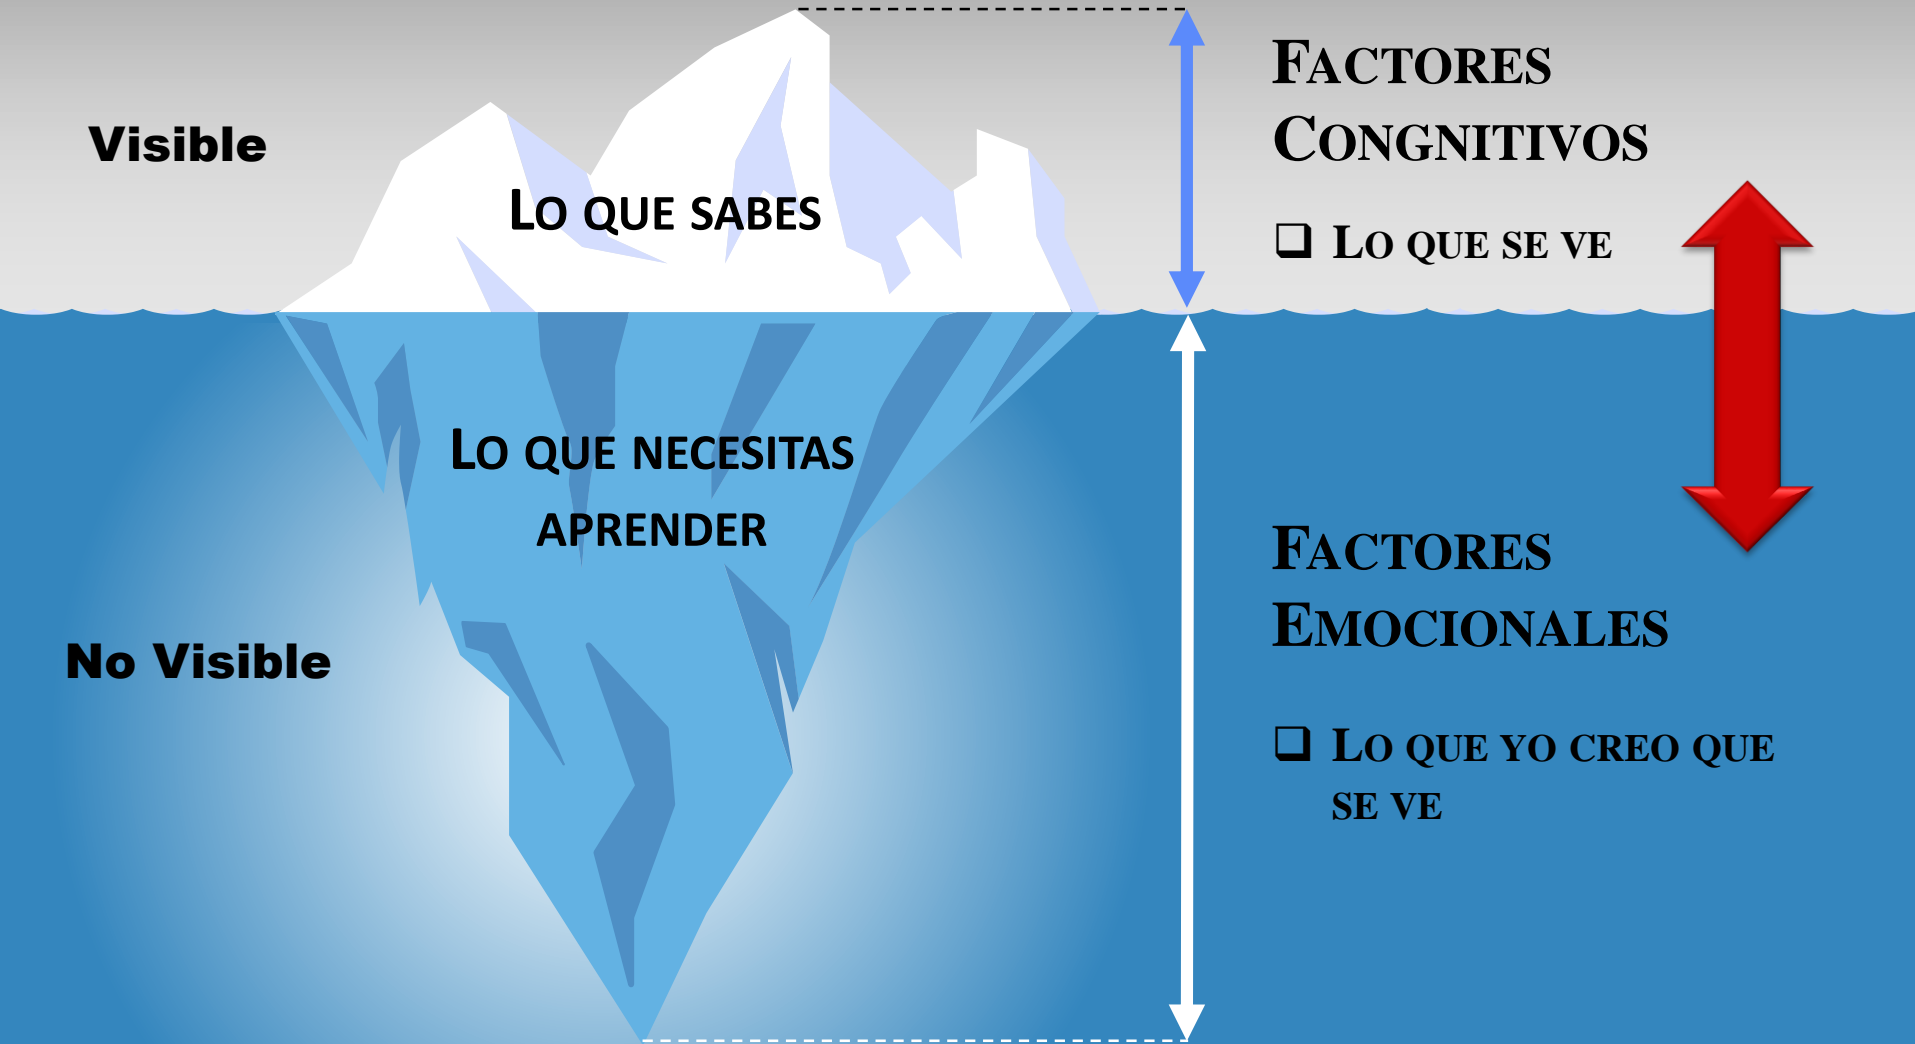 FACTORES
CONGNITIVOS
Visible
LO QUE SABES
❑ LO QUE SE VE
LO QUE NECESITAS
APRENDER
FACTORES
EMOCIONALES
No Visible
❑ LO QUE YO CREO QUE
SE VE